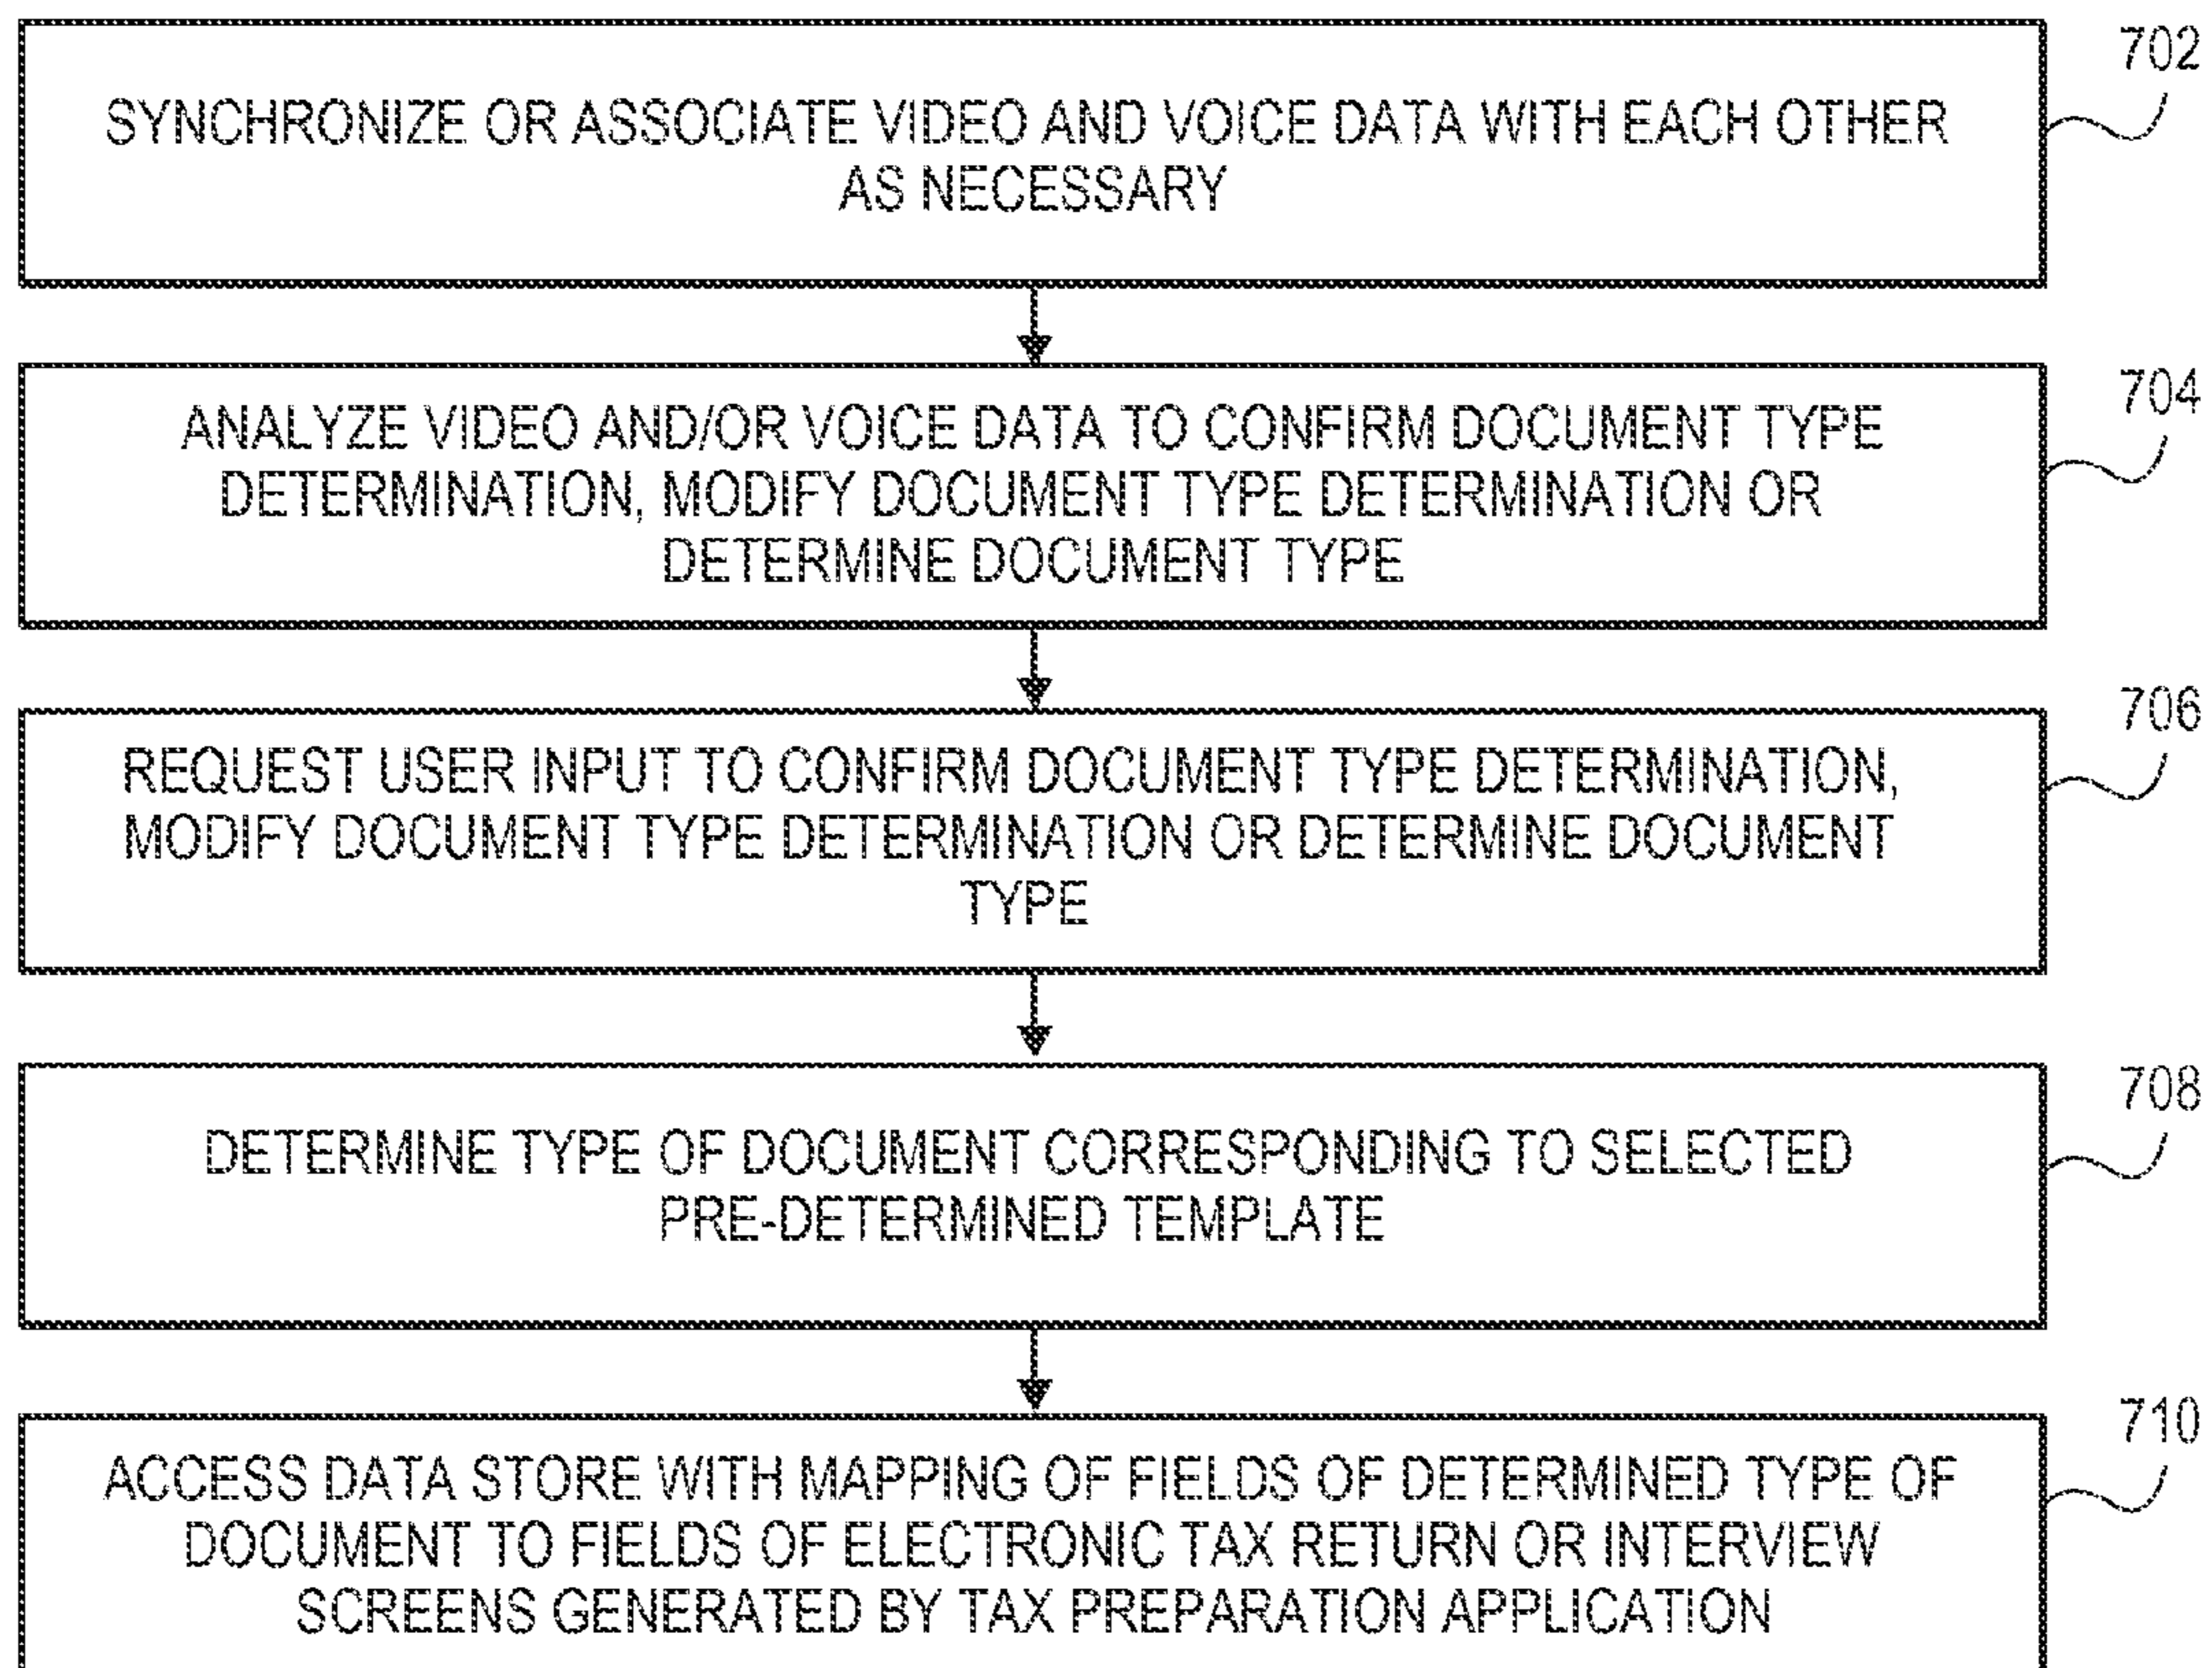 702
SYNCHRONIZE OR ASSOCIATE VIDEO AND VOICE DATA WITH EACH OTHER
AS NECESSARY
704
ANALYZE VIDEO AND/OR VOICE DATA TO CONFIRM DOCUMENT TYPE
DETERMINATION, MODIFY DOCUMENT TYPE DETERMINATION OR
DETERMINE DOCUMENT TYPE
706
REQUEST USER INPUT TO CONFIRM DOCUMENT TYPE DETERMINATION,
MODIFY DOCUMENT TYPE DETERMINATION OR DETERMINE DOCUMENT
TYPE
708
DETERMINE TYPE OF DOCUMENT CORRESPONDING TO SELECTED
PRE-DETERMINED TEMPLATE
710
ACCESS DATA STORE WITH MAPPING OF FIELDS OF DETERMINED TYPE OF
DOCUMENT TO FIELDS OF ELECTRONIC TAX RETURN OR INTERVIEW
SCREENS GENERATED BY TAX PREPARATION APPLICATION